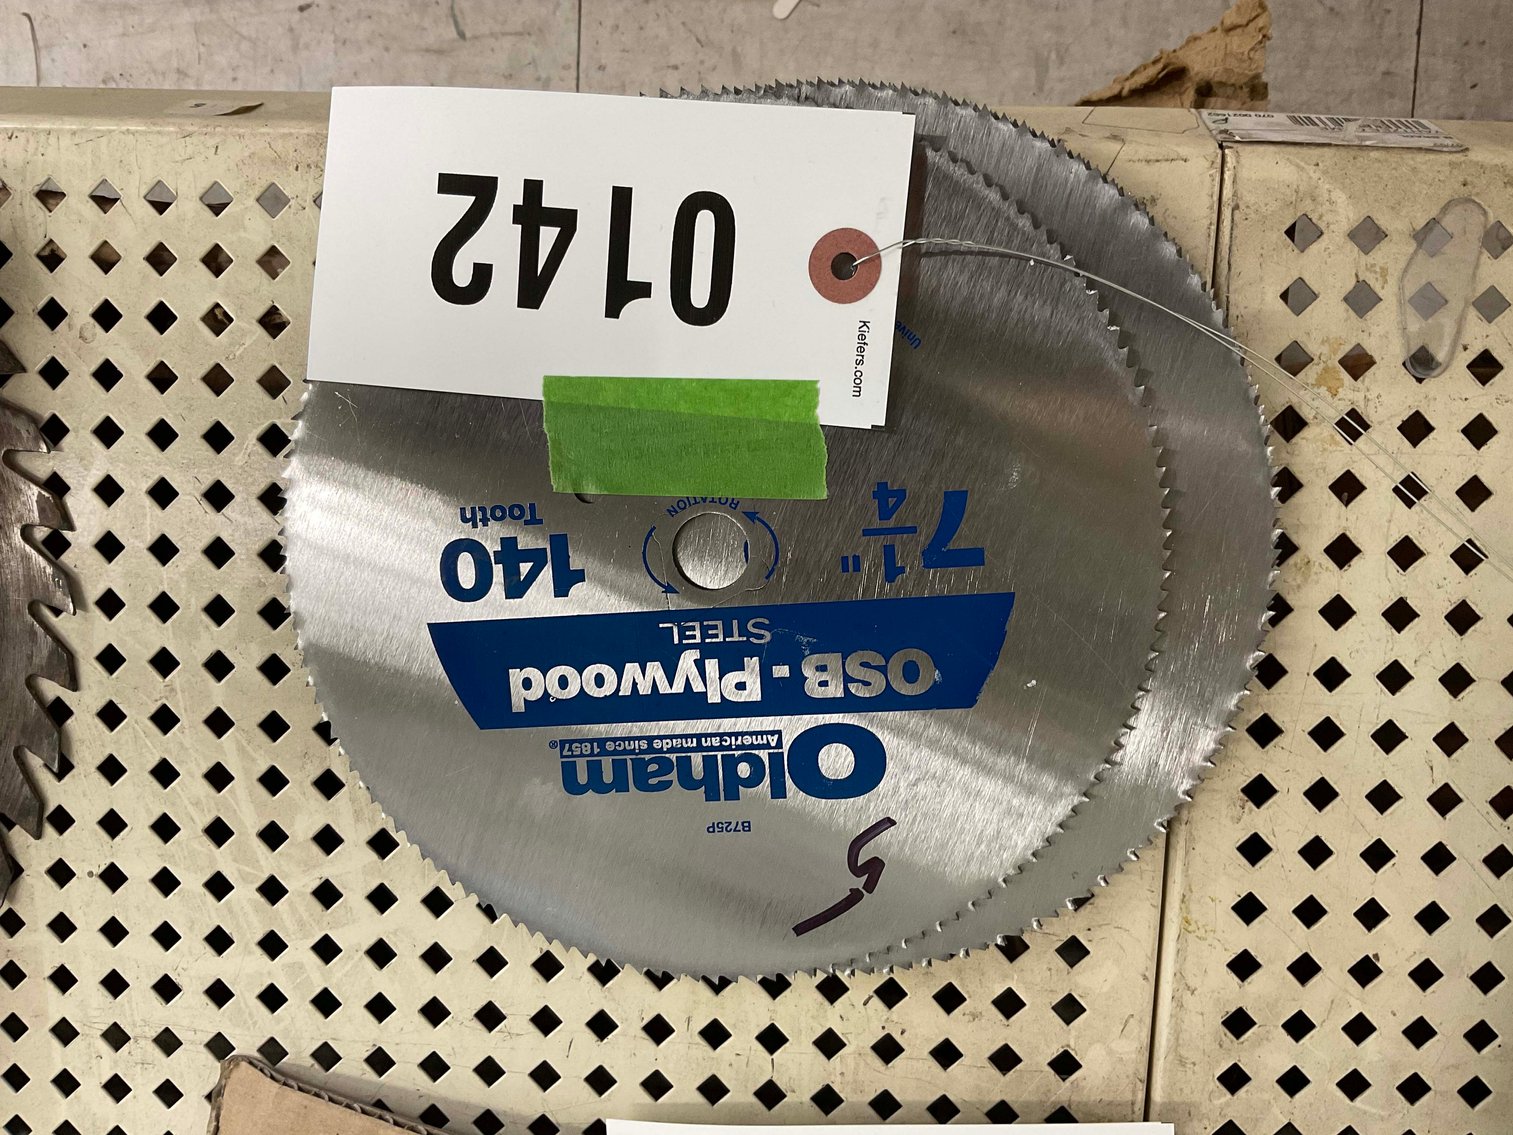 0142
Kiefers.com
B725P
Oldham
American made since 1857®
OSB - Plywood
STEEL
7 1/4"
ROTATION
140
Tooth
5